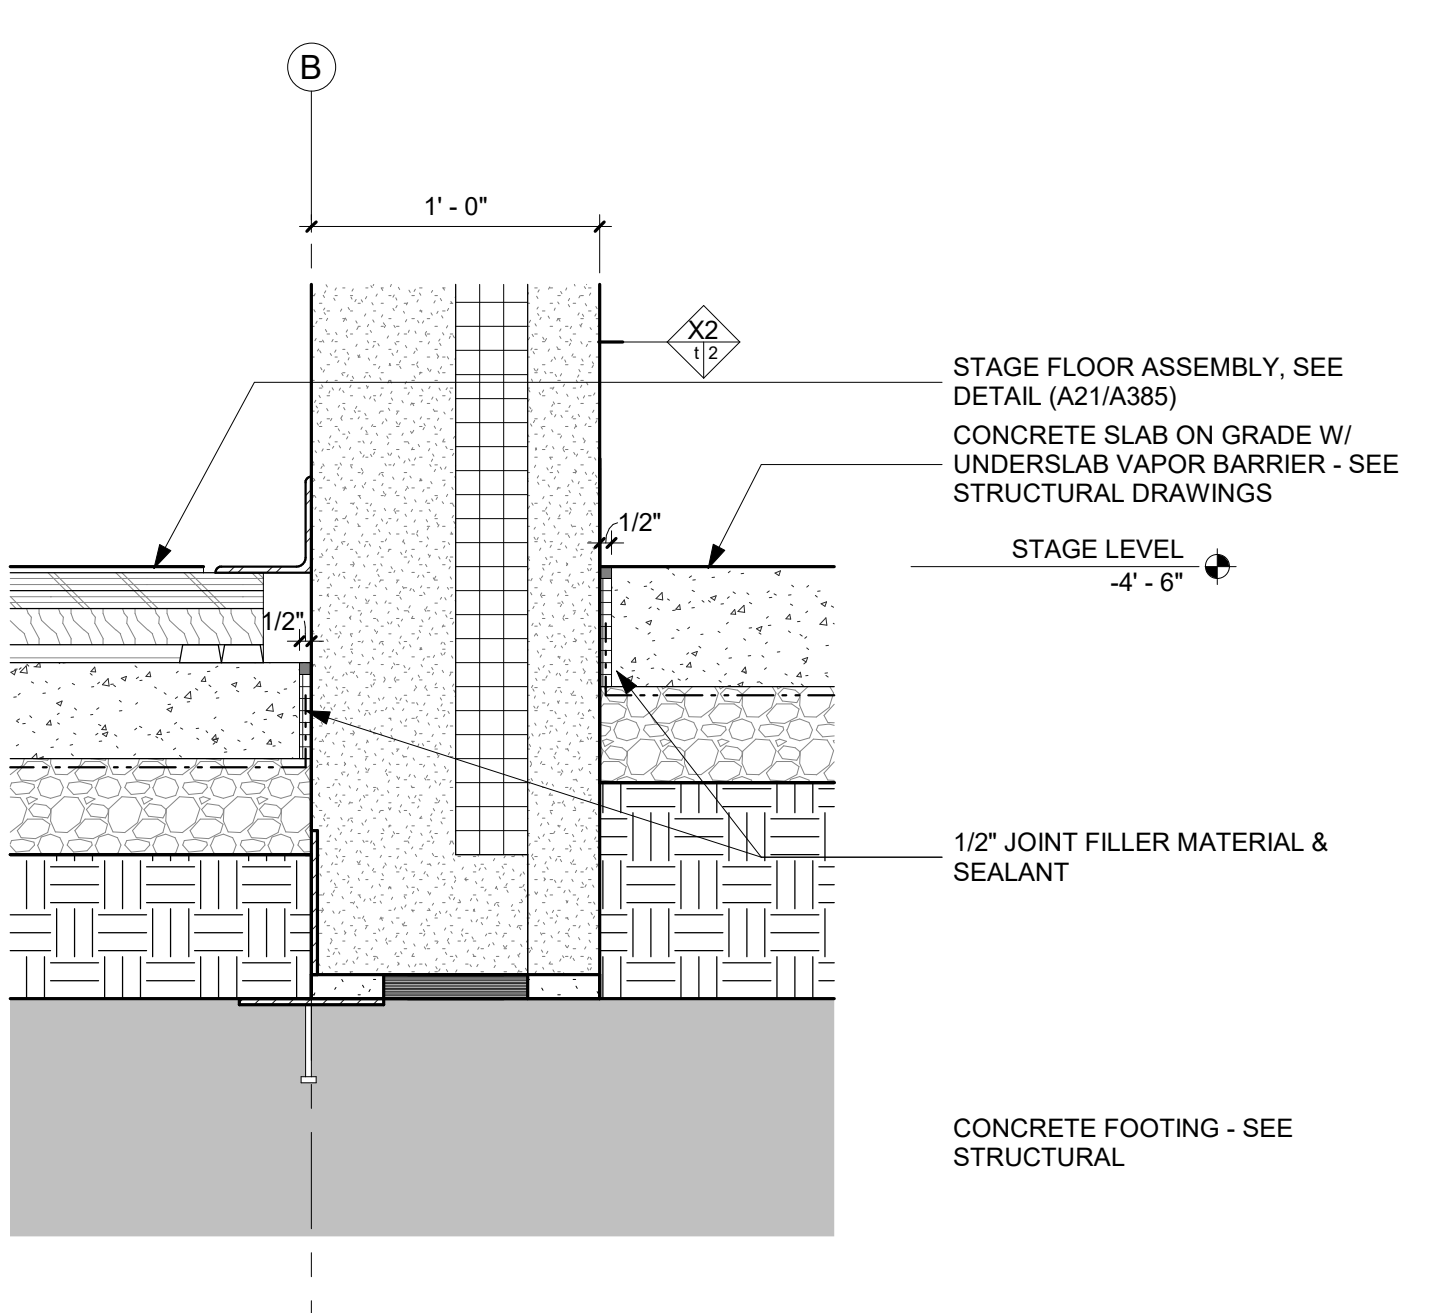 B
1' - 0"
X2
t 2
STAGE FLOOR ASSEMBLY, SEE
DETAIL (A21/A385)
CONCRETE SLAB ON GRADE W/
UNDERSLAB VAPOR BARRIER - SEE
STRUCTURAL DRAWINGS
1/2"
STAGE LEVEL
-4' - 6"
1/2"
1/2" JOINT FILLER MATERIAL &
SEALANT
CONCRETE FOOTING - SEE
STRUCTURAL